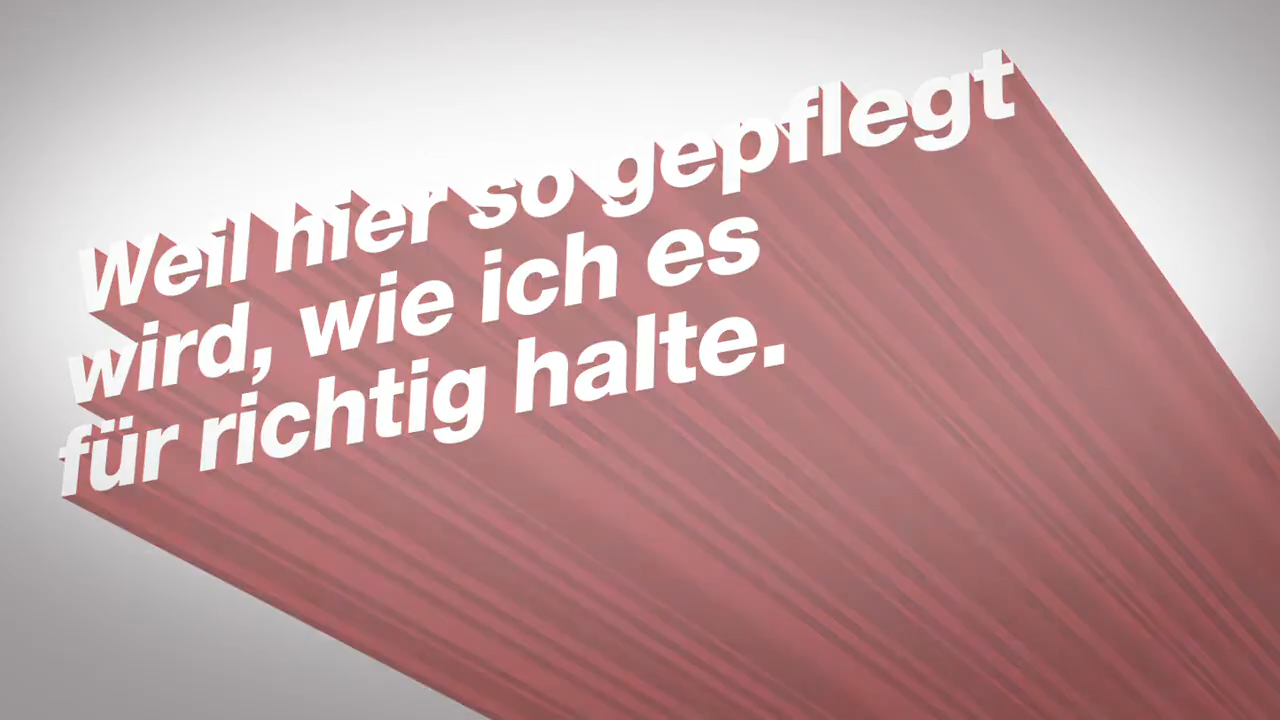 Weil hier so gepflegt
wird, wie ich es
für richtig halte.